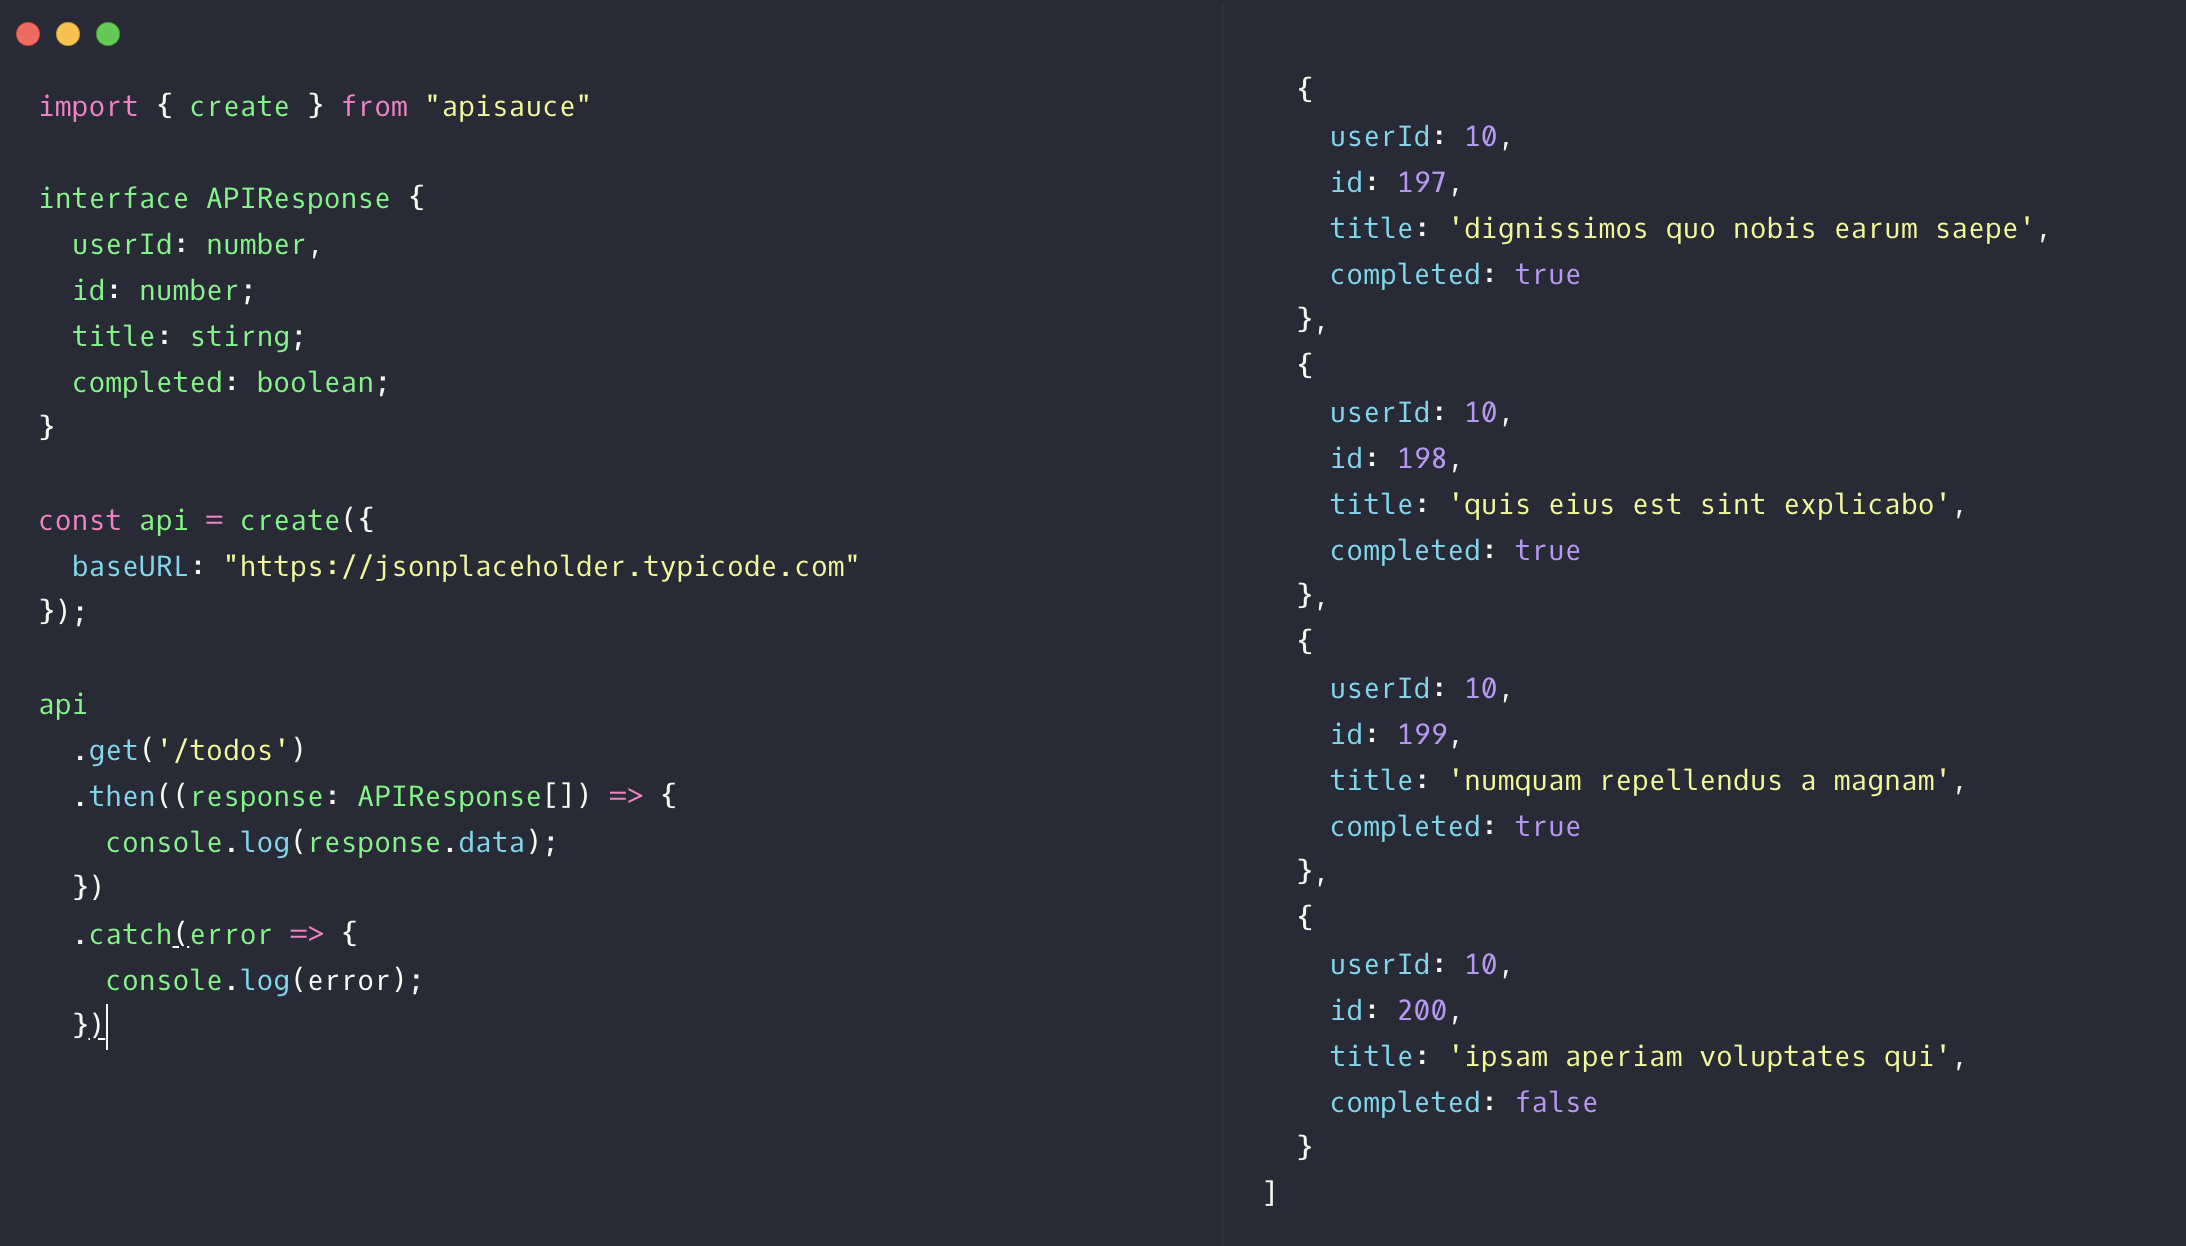 import { create } from "apisauce"

interface APIResponse {
  userId: number,
  id: number;
  title: stirng;
  completed: boolean;
}

const api = create({
  baseURL: "https://jsonplaceholder.typicode.com"
});

api
  .get('/todos')
  .then((response: APIResponse[]) => {
    console.log(response.data);
  })
  .catch(error => {
    console.log(error);
  })

  {
    userId: 10,
    id: 197,
    title: 'dignissimos quo nobis earum saepe',
    completed: true
  },
  {
    userId: 10,
    id: 198,
    title: 'quis eius est sint explicabo',
    completed: true
  },
  {
    userId: 10,
    id: 199,
    title: 'numquam repellendus a magnam',
    completed: true
  },
  {
    userId: 10,
    id: 200,
    title: 'ipsam aperiam voluptates qui',
    completed: false
  }
]